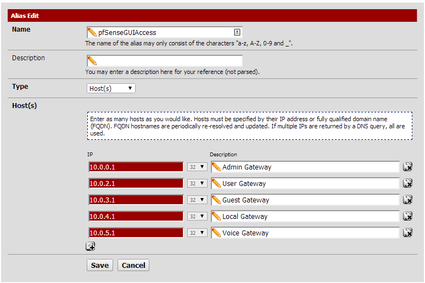 Alias Edit
Name
pfSenseGUIAccess
The name of the alias may only consist of the characters "a-z, A-Z, 0-9 and _".
Description
You may enter a description here for your reference (not parsed).
Type
Host(s)
Host(s)
Enter as many hosts as you would like. Hosts must be specified by their IP address or fully qualified domain name
(FQDN). FQDN hostnames are periodically re-resolved and updated. If multiple IPs are returned by a DNS query, all are
used.
IP Description
10.0.0.1 32 Admin Gateway
10.0.2.1 32 User Gateway
10.0.3.1 32 Guest Gateway
10.0.4.1 32 Local Gateway
10.0.5.1 32 Voice Gateway
Save Cancel